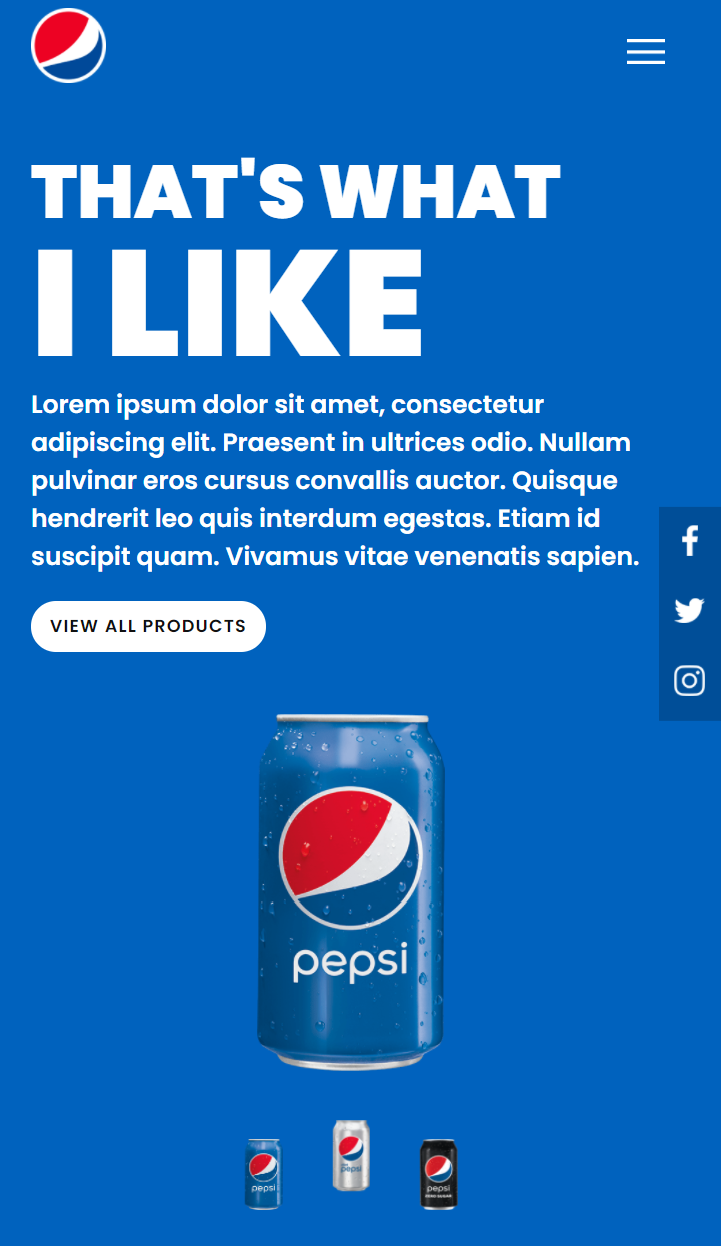 THAT'S WHAT
I LIKE
Lorem ipsum dolor sit amet, consectetur
adipiscing elit. Praesent in ultrices odio. Nullam
pulvinar eros cursus convallis auctor. Quisque
hendrerit leo quis interdum egestas. Etiam id
suscipit quam. Vivamus vitae venenatis sapien.
VIEW ALL PRODUCTS
pepsi
pepsi
pepsi
pepsi
ZERO SUGAR